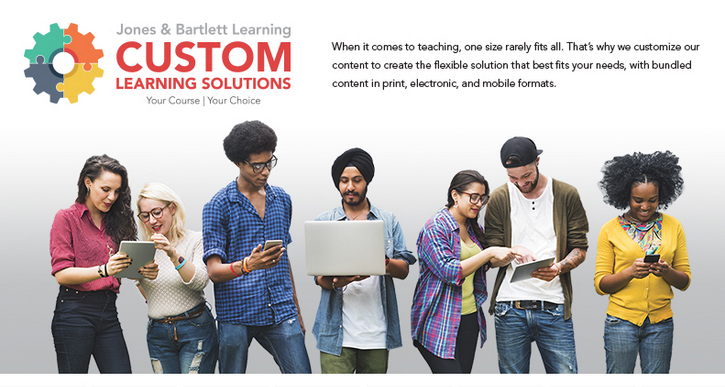 Jones & Bartlett Learning
CUSTOM
LEARNING SOLUTIONS
Your Course | Your Choice
When it comes to teaching, one size rarely fits all. That's why we customize our
content to create the flexible solution that best fits your needs, with bundled
content in print, electronic, and mobile formats.